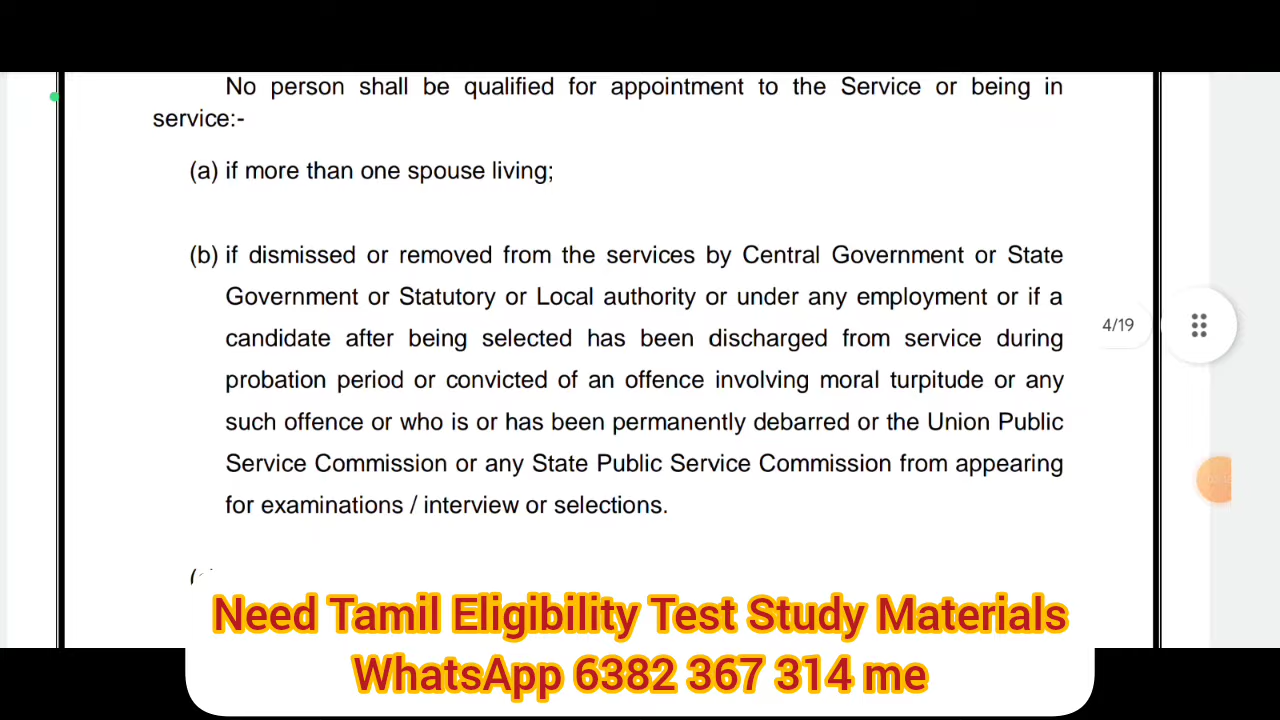 No person shall be qualified for appointment to the Service or being in
service:-
(a) if more than one spouse living;
(b) if dismissed or removed from the services by Central Government or State
Government or Statutory or Local authority or under any employment or if a
candidate after being selected has been discharged from service during
probation period or convicted of an offence involving moral turpitude or any
such offence or who is or has been permanently debarred or the Union Public
Service Commission or any State Public Service Commission from appearing
for examinations / interview or selections.
4/19
Need Tamil Eligibility Test Study Materials
WhatsApp 6382 367 314 me